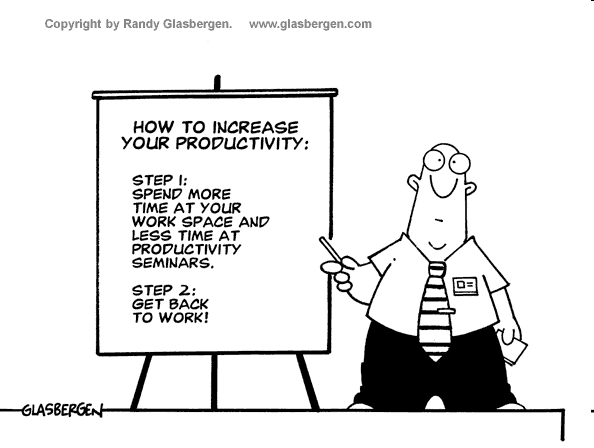 Copyright by Randy Glasbergen.    www.glasbergen.com
HOW TO INCREASE
YOUR PRODUCTIVITY:
STEP 1:
SPEND MORE
TIME AT YOUR
WORK SPACE AND
LESS TIME AT
PRODUCTIVITY
SEMINARS.
STEP 2:
GET BACK
TO WORK!
GLASBERGEN